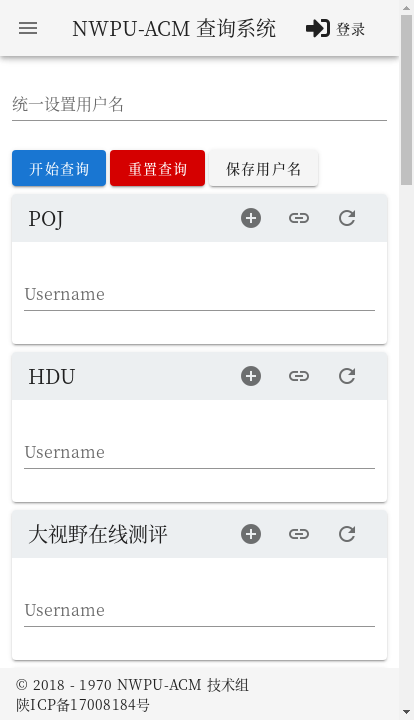 NWPU-ACM 查询系统
登录
统一设置用户名
开始查询
重置查询
保存用户名
POJ
Username
HDU
Username
大视野在线测评
Username
© 2018 - 1970 NWPU-ACM 技术组
陕ICP备17008184号